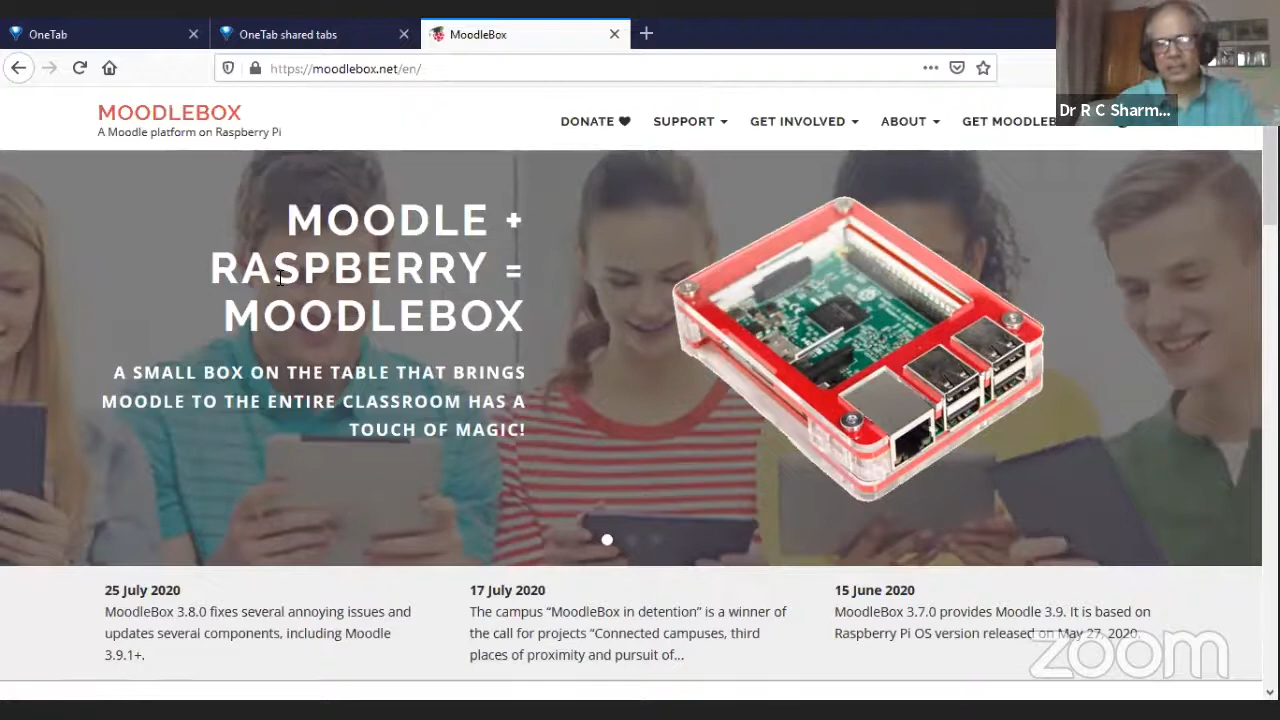 OneTab
OneTab shared tabs
MoodleBox
https://moodlebox.net/en/
Dr R C Sharm...
MOODLEBOX
A Moodle platform on Raspberry Pi
DONATE
SUPPORT
GET INVOLVED
ABOUT
GET MOODLEB
MOODLE +
RASPBERRY =
MOODLEBOX
A SMALL BOX ON THE TABLE THAT BRINGS
MOODLE TO THE ENTIRE CLASSROOM HAS A
TOUCH OF MAGIC!
25 July 2020
MoodleBox 3.8.0 fixes several annoying issues and
updates several components, including Moodle
3.9.1+.
17 July 2020
The campus “MoodleBox in detention” is a winner of
the call for projects “Connected campuses, third
places of proximity and pursuit of...
15 June 2020
MoodleBox 3.7.0 provides Moodle 3.9. It is based on
Raspberry Pi OS version released on May 27, 2020.
zoom